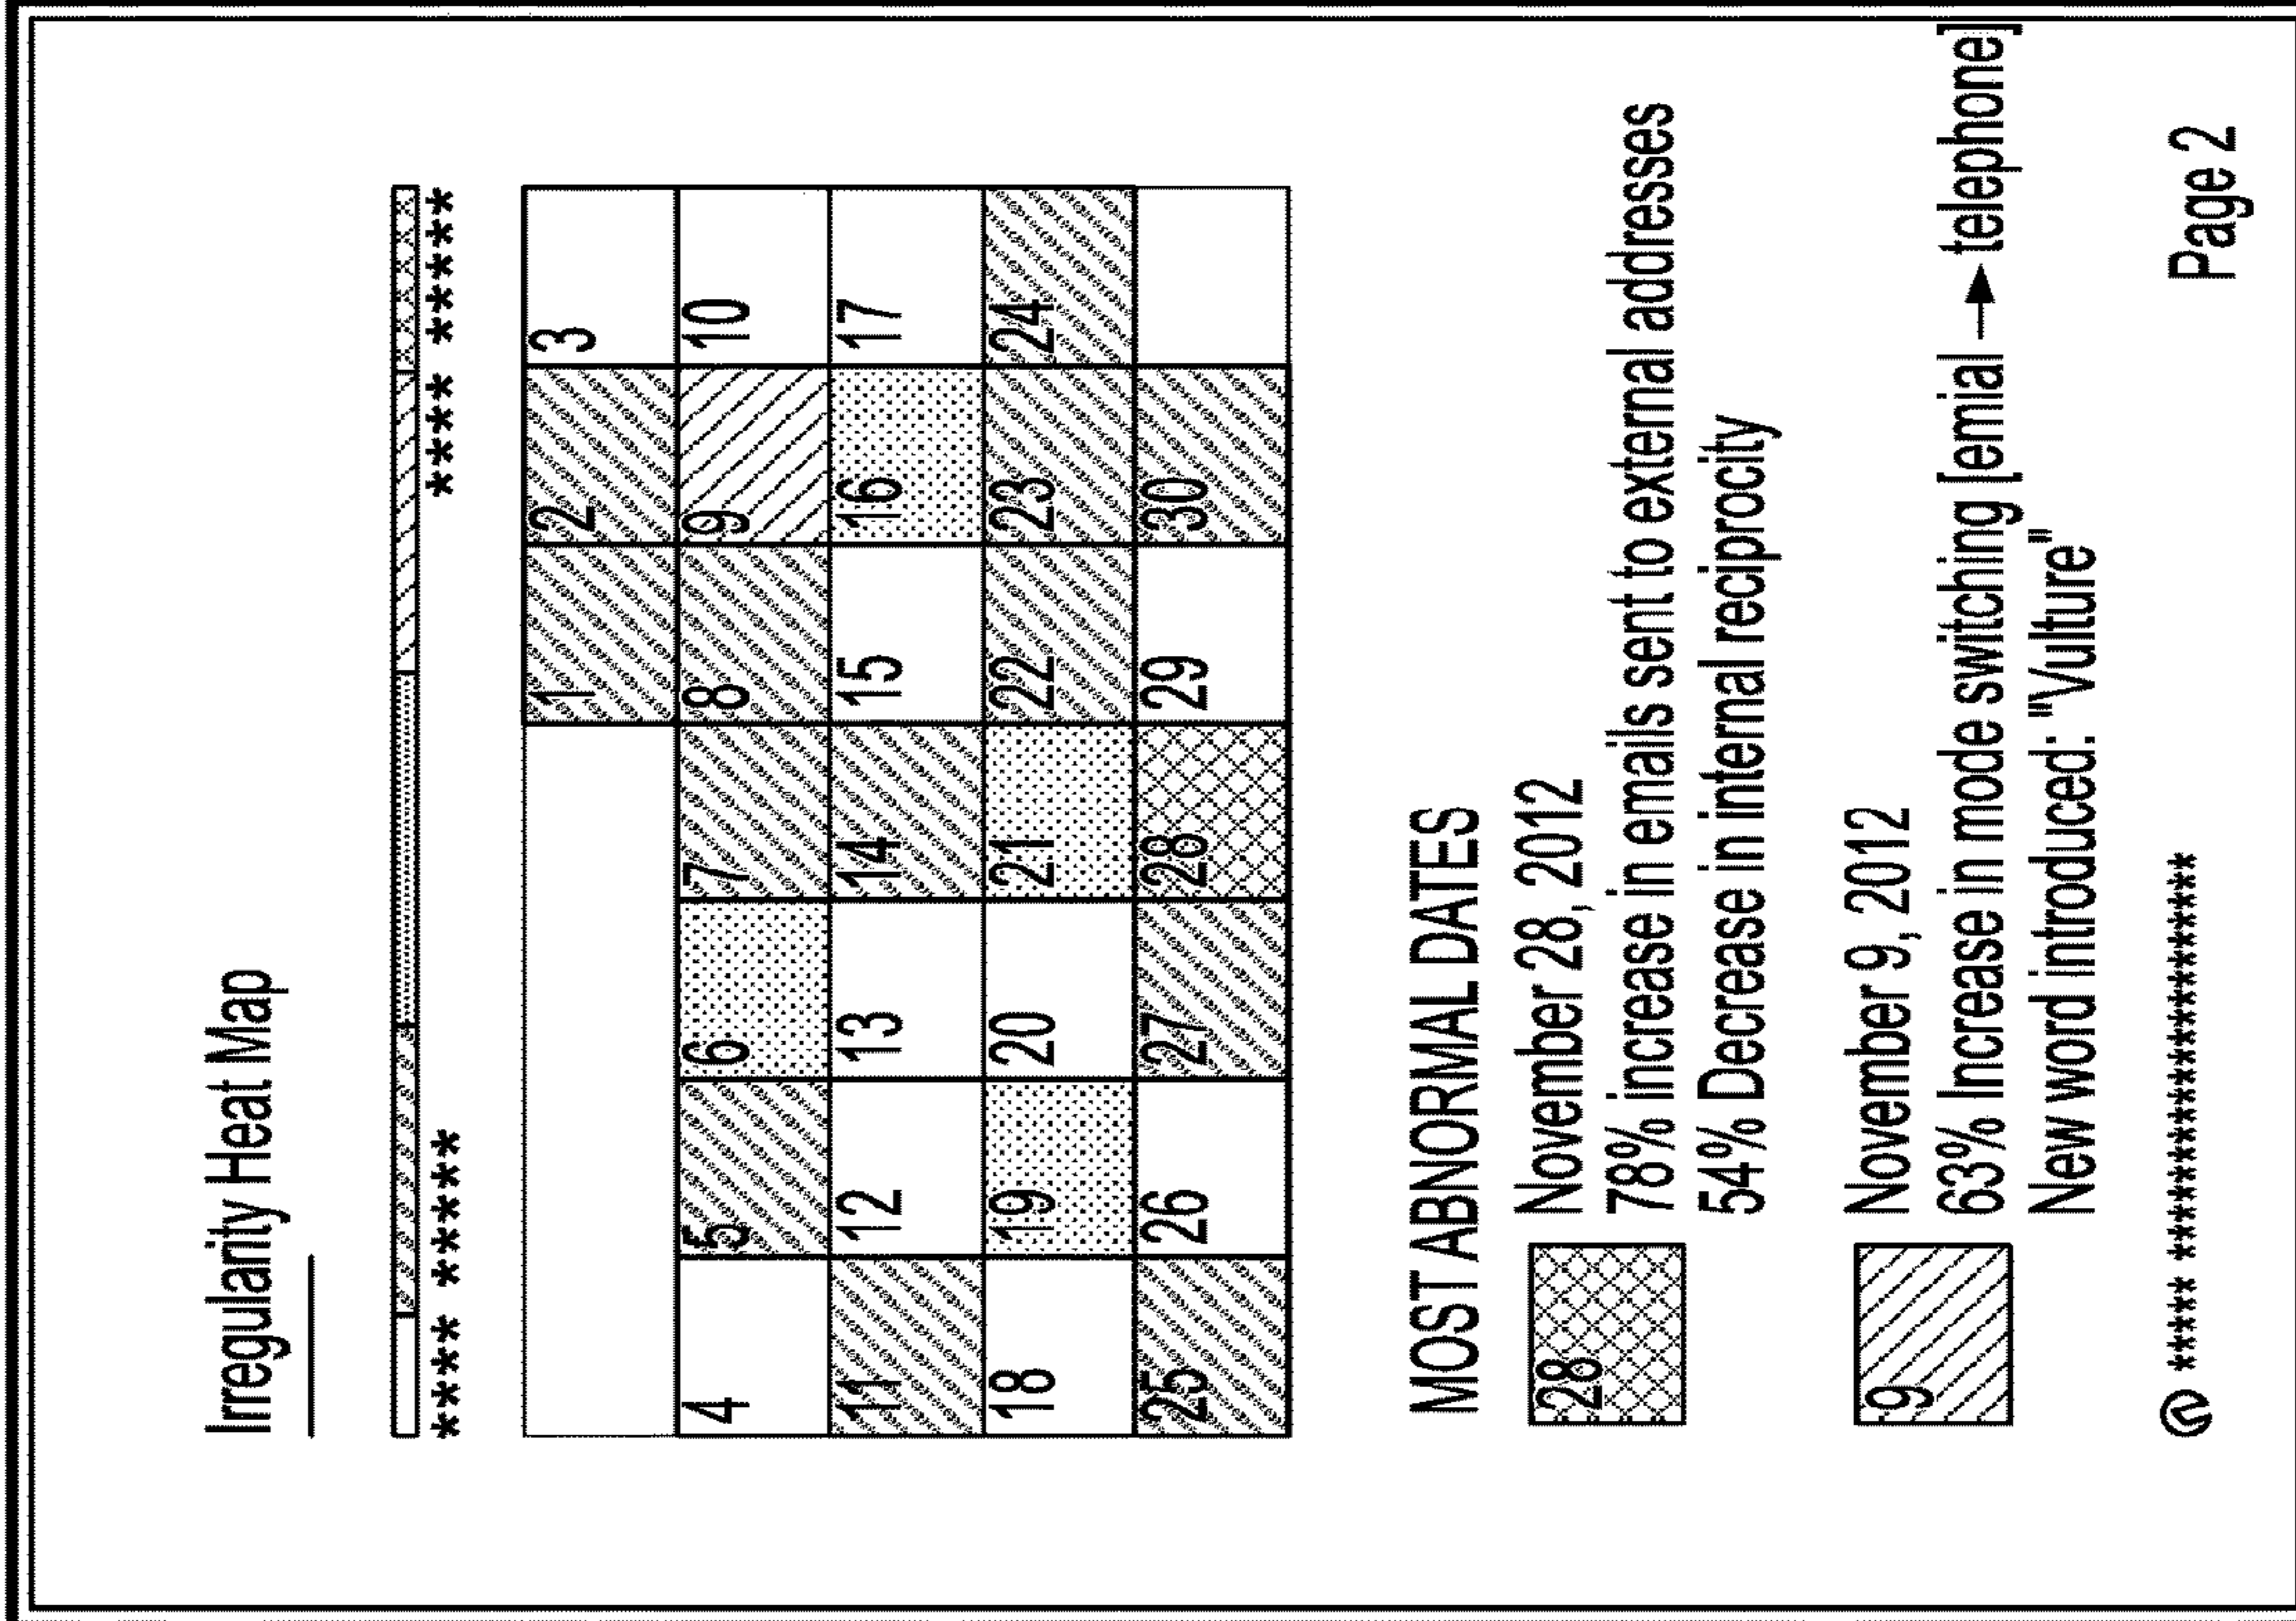 Irregularity Heat Map
***** ***** **** *****
1 2 3
4 5 6 7 8 9 10
11 12 13 14 15 16 17
18 19 20 21 22 23 24
25 26 27 28 29 30
MOST ABNORMAL DATES
28 November 28, 2012
78% increase in emails sent to external addresses
54% Decrease in internal reciprocity
9 November 9, 2012
63% Increase in mode switching [emial → telephone]
New word introduced: "Vulture"
@ ***** ********************** Page 2